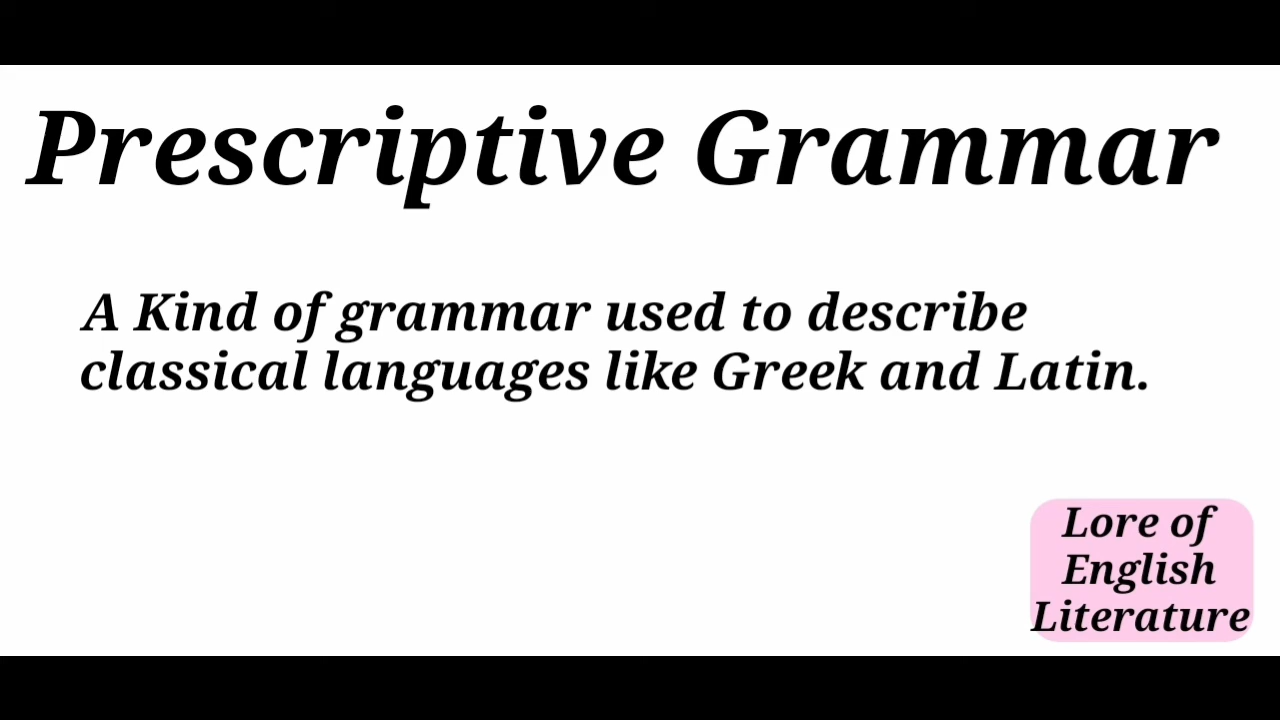 Prescriptive Grammar
A Kind of grammar used to describe
classical languages like Greek and Latin.
Lore of
English
Literature